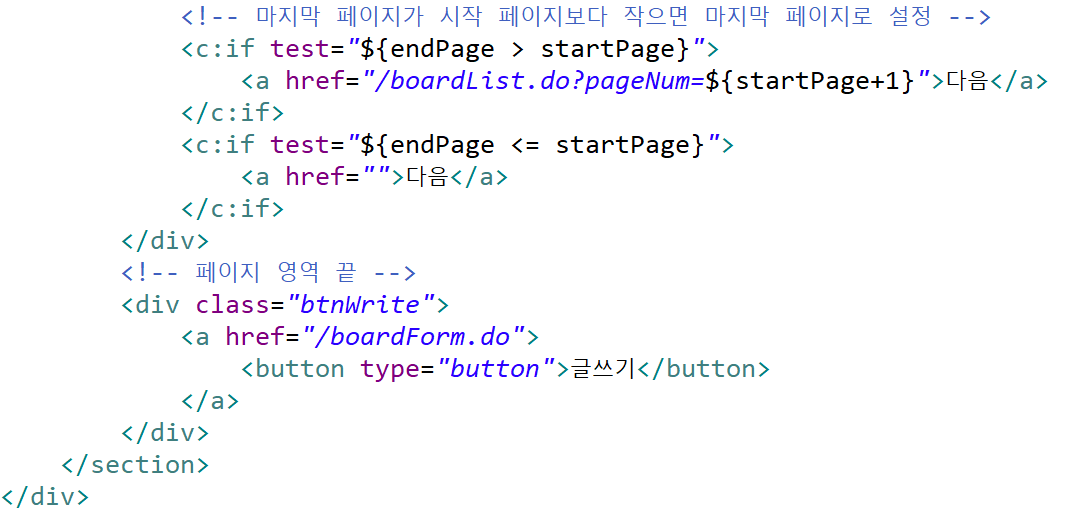 <!-- 마지막 페이지가 시작 페이지보다 작으면 마지막 페이지로 설정 -->
<c:if test="${endPage > startPage}">
<a href="/boardList.do?pageNum=${startPage+1}">다음</a>
</c:if>
<c:if test="${endPage <= startPage}">
<a href="">다음</a>
</c:if>
</div>
<!-- 페이지 영역 끝 -->
<div class="btnWrite">
<a href="/boardForm.do">
<button type="button">글쓰기</button>
</a>
</div>
</section>
</div>